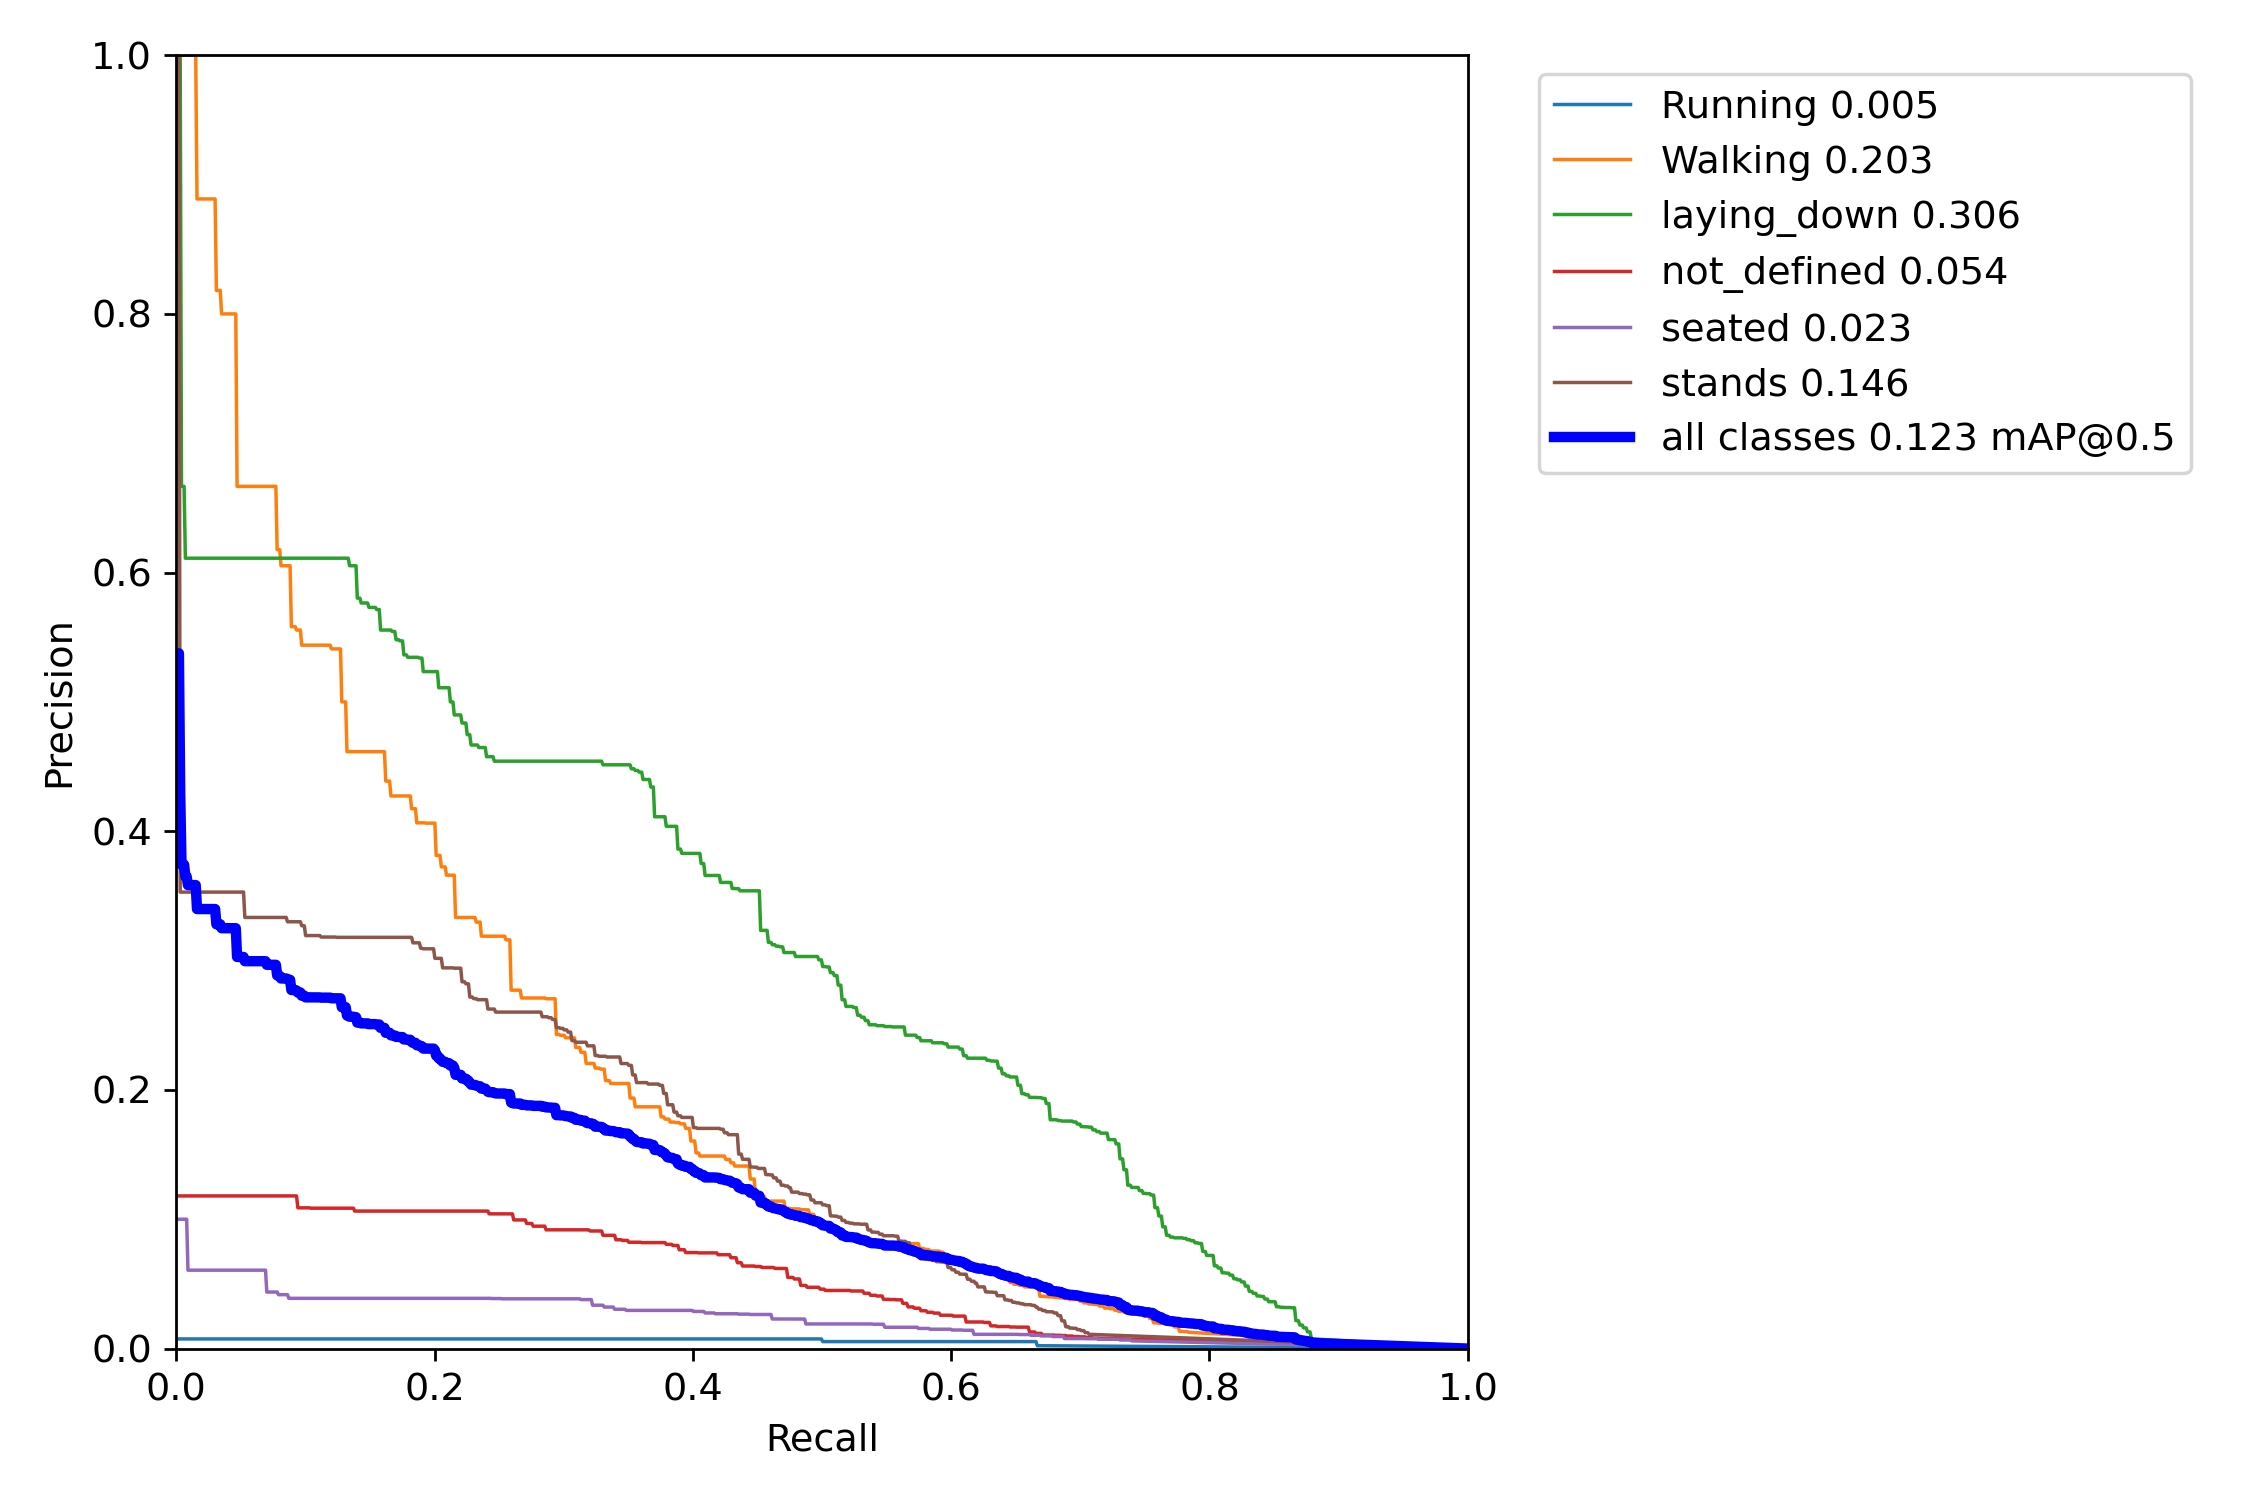 1.0
0.8
0.6
0.4
0.2
0.0
Precision
0.0 0.2 0.4 0.6 0.8 1.0
Recall
Running 0.005
Walking 0.203
laying_down 0.306
not_defined 0.054
seated 0.023
stands 0.146
all classes 0.123 mAP@0.5